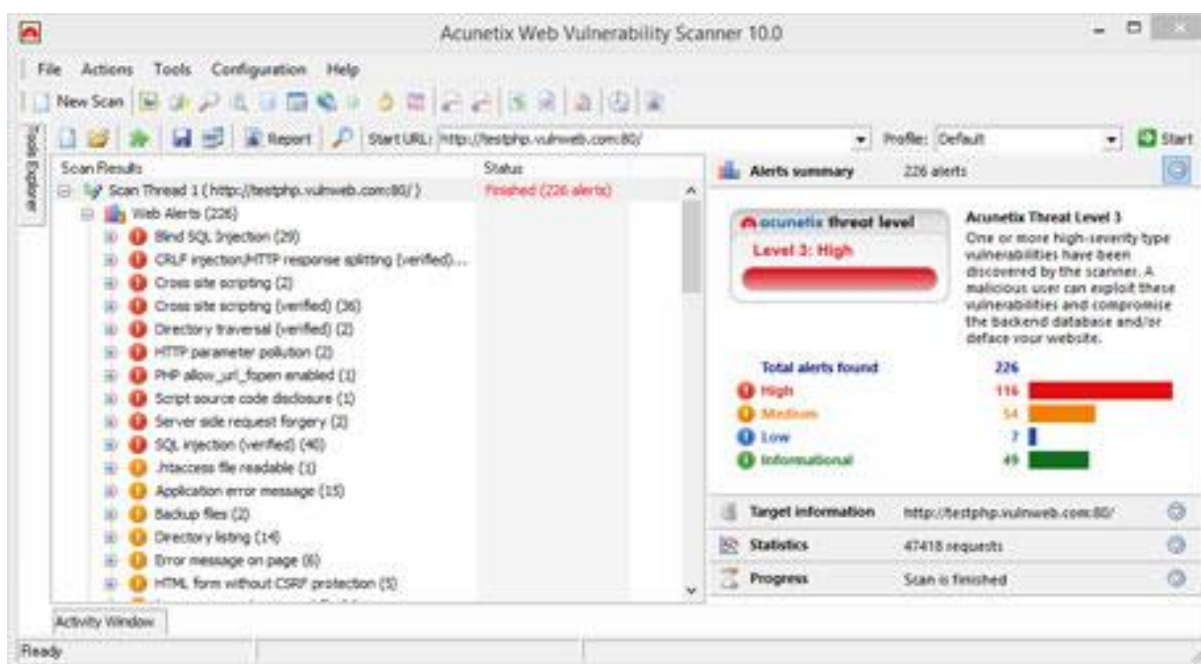 Acunetix Web Vulnerability Scanner 10.0
File Actions Tools Configuration Help
New Scan
Tools Explorer
Report Start URL: http://testphp.vulnweb.com:80/ Profile: Default Start
Scan Results Status
Scan Thread 1 ( http://testphp.vulnweb.com:80/ ) Finished (226 alerts)
Web Alerts (226)
Blind SQL Injection (29)
CRLF injection/HTTP response splitting (verified)...
Cross site scripting (2)
Cross site scripting (verified) (36)
Directory traversal (verified) (2)
HTTP parameter pollution (2)
PHP allow_url_fopen enabled (1)
Script source code disclosure (1)
Server side request forgery (2)
SQL injection (verified) (40)
.htaccess file readable (1)
Application error message (15)
Backup files (2)
Directory listing (14)
Error message on page (6)
HTML form without CSRF protection (5)
Alerts summary 226 alerts
acunetix threat level
Level 3: High
Acunetix Threat Level 3
One or more high-severity type
vulnerabilities have been
discovered by the scanner. A
malicious user can exploit these
vulnerabilities and compromise
the backend database and/or
deface your website.
Total alerts found 226
High 116
Medium 54
Low 7
Informational 49
Target information http://testphp.vulnweb.com:80/
Statistics 47418 requests
Progress Scan is finished
Activity Window
Ready